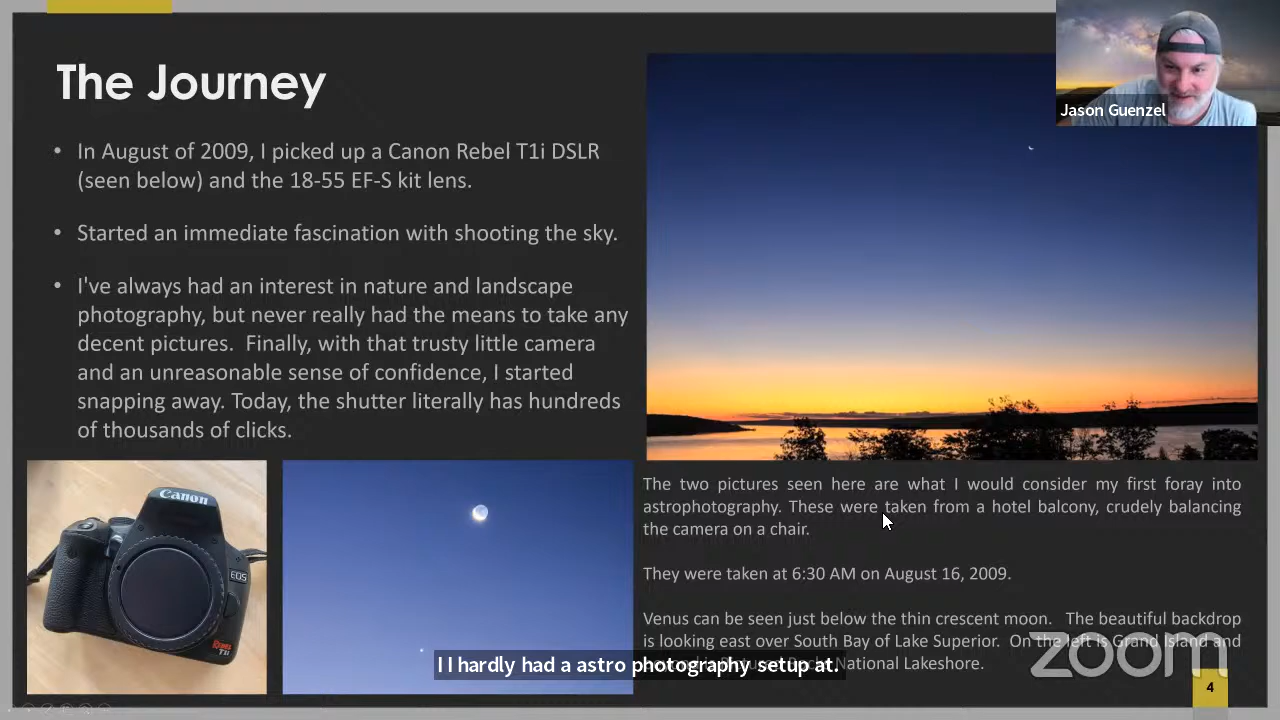 The Journey
Jason Guenzel
• In August of 2009, I picked up a Canon Rebel T1i DSLR
(seen below) and the 18-55 EF-S kit lens.
• Started an immediate fascination with shooting the sky.
• I've always had an interest in nature and landscape
photography, but never really had the means to take any
decent pictures. Finally, with that trusty little camera
and an unreasonable sense of confidence, I started
snapping away. Today, the shutter literally has hundreds
of thousands of clicks.
Canon
EOS
REBEL
T1i
The two pictures seen here are what I would consider my first foray into
astrophotography. These were taken from a hotel balcony, crudely balancing
the camera on a chair.
They were taken at 6:30 AM on August 16, 2009.
Venus can be seen just below the thin crescent moon. The beautiful backdrop
is looking east over South Bay of Lake Superior. On the left is Grand Island and
National Lakeshore.
I I hardly had a astro photography setup at.
zoom
4